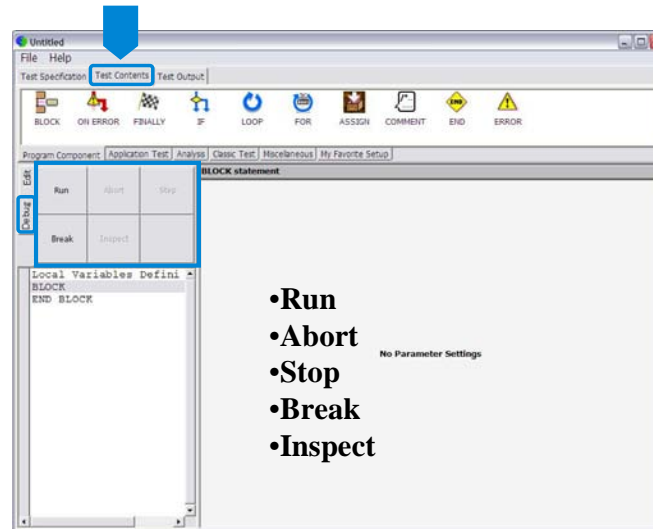 Untitled
File Help
Test Specification Test Contents Test Output
BLOCK ON ERROR FINALLY IF LOOP FOR ASSIGN COMMENT END ERROR
Program Component Application Test Analysis Classic Test Miscellaneous My Favorite Setup
Edit
Debug
Run Abort Step
Break Inspect
BLOCK statement
Local Variables Defini
BLOCK
END BLOCK
•Run
•Abort
No Parameter Settings
•Stop
•Break
•Inspect